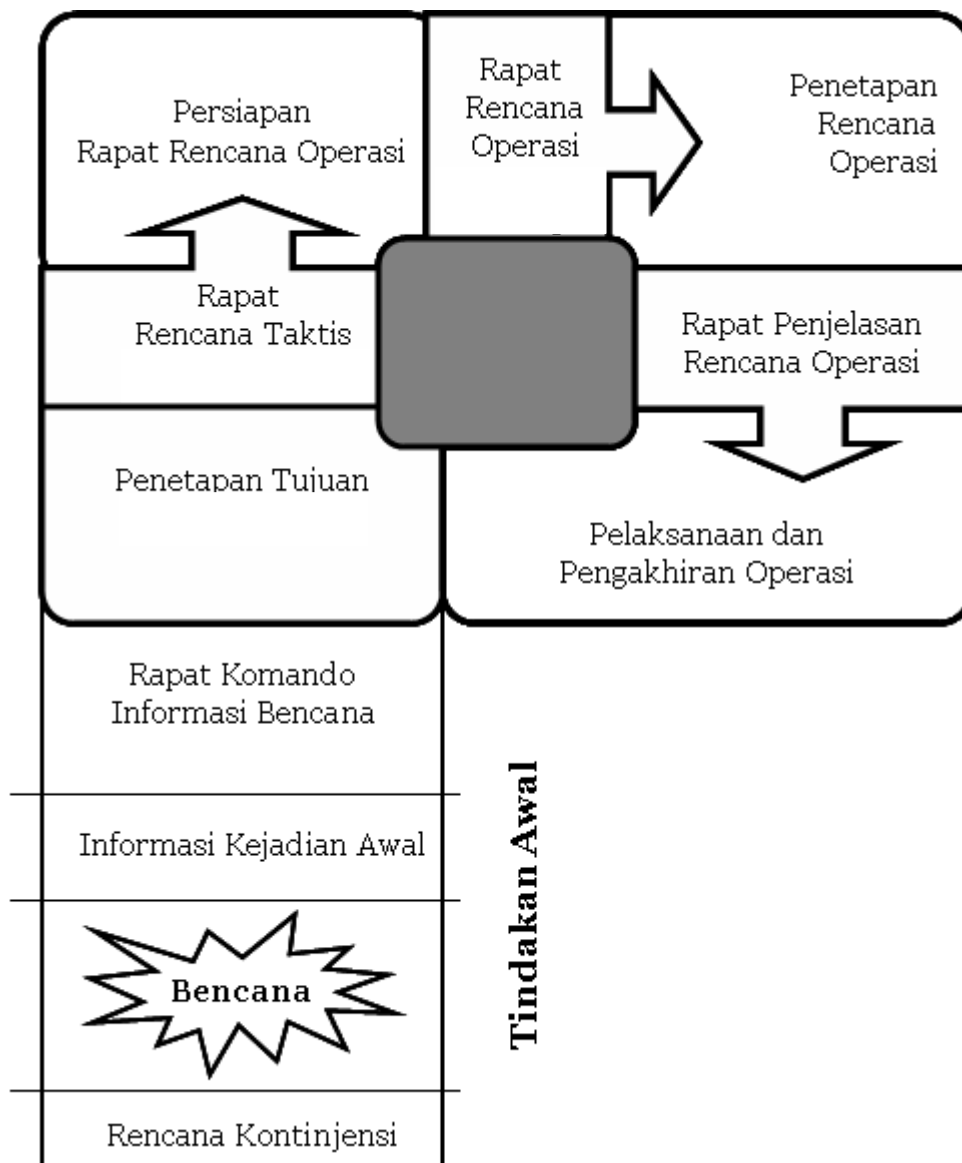 Persiapan
Rapat Rencana Operasi
Rapat
Rencana
Operasi
Penetapan
Rencana
Operasi
Rapat
Rencana Taktis
Rapat Penjelasan
Rencana Operasi
Penetapan Tujuan
Pelaksanaan dan
Pengakhiran Operasi
Rapat Komando
Informasi Bencana
Informasi Kejadian Awal
Tindakan Awal
Bencana
Rencana Kontinjensi